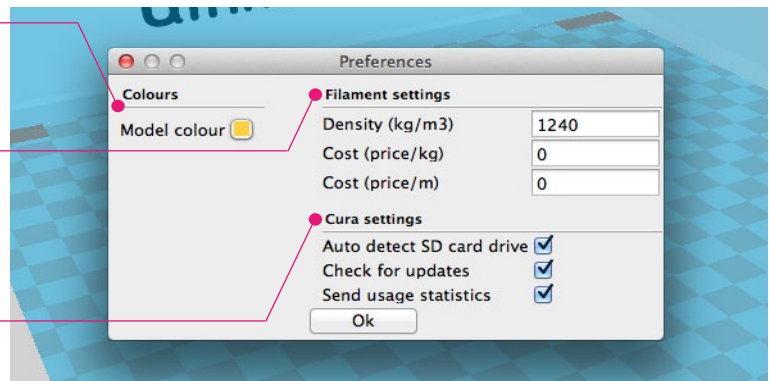 Preferences
Colours
Model colour
Filament settings
Density (kg/m3) 1240
Cost (price/kg) 0
Cost (price/m) 0
Cura settings
Auto detect SD card drive
Check for updates
Send usage statistics
Ok